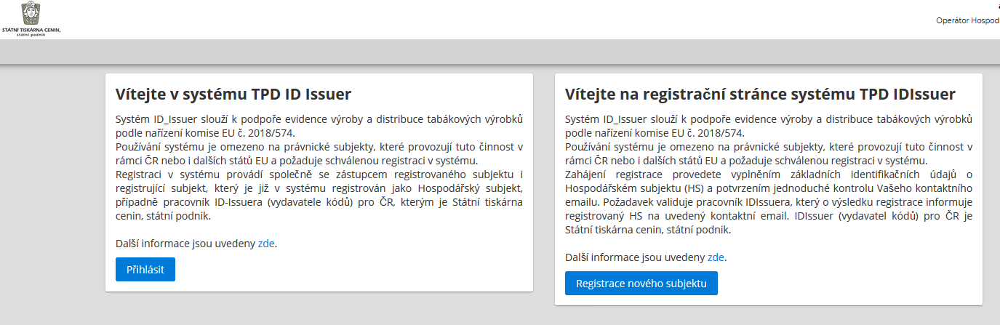 STC
STÁTNÍ TISKÁRNA CENIN,
státní podnik
Operátor Hospod
Vítejte v systému TPD ID Issuer
Systém ID_Issuer slouží k podpoře evidence výroby a distribuce tabákových výrobků
podle nařízení komise EU č. 2018/574.
Používání systému je omezeno na právnické subjekty, které provozují tuto činnost v
rámci ČR nebo i dalších států EU a požaduje schválenou registraci v systému.
Registraci v systému provádí společně se zástupcem registrovaného subjektu i
registrující subjekt, který je již v systému registrován jako Hospodářský subjekt,
případně pracovník ID-Issuera (vydavatele kódů) pro ČR, kterým je Státní tiskárna
cenin, státní podnik.
Další informace jsou uvedeny zde.
Přihlásit
Vítejte na registrační stránce systému TPD IDIssuer
Systém ID_Issuer slouží k podpoře evidence výroby a distribuce tabákových výrobků
podle nařízení komise EU č. 2018/574.
Používání systému je omezeno na právnické subjekty, které provozují tuto činnost v
rámci ČR nebo i dalších států EU a požaduje schválenou registraci v systému.
Zahájení registrace provedete vyplněním základních identifikačních údajů o
Hospodářském subjektu (HS) a potvrzením jednoduché kontrolu Vašeho kontaktního
emailu. Požadavek validuje pracovník IDIssuera, který o výsledku registrace informuje
registrovaný HS na uvedený kontaktní email. IDIssuer (vydavatel kódů) pro ČR je
Státní tiskárna cenin, státní podnik.
Další informace jsou uvedeny zde.
Registrace nového subjektu